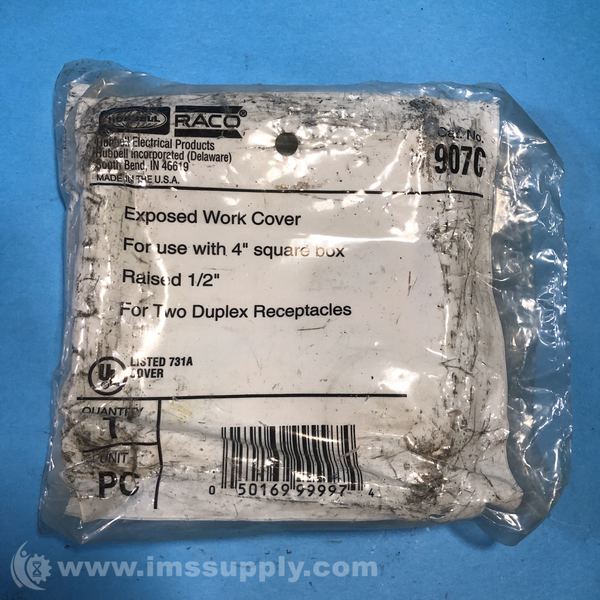 HUBBELL
RACO®
Hubbell Electrical Products
Hubbell Incorporated (Delaware)
South Bend, IN 46619
MADE IN THE U.S.A.
Cat. No.
907C
Exposed Work Cover
For use with 4" square box
Raised 1/2"
For Two Duplex Receptacles
UL
LISTED 731A
COVER
QUANTITY
1
UNIT
PC
0 50169 99997 4
www.imssupply.com